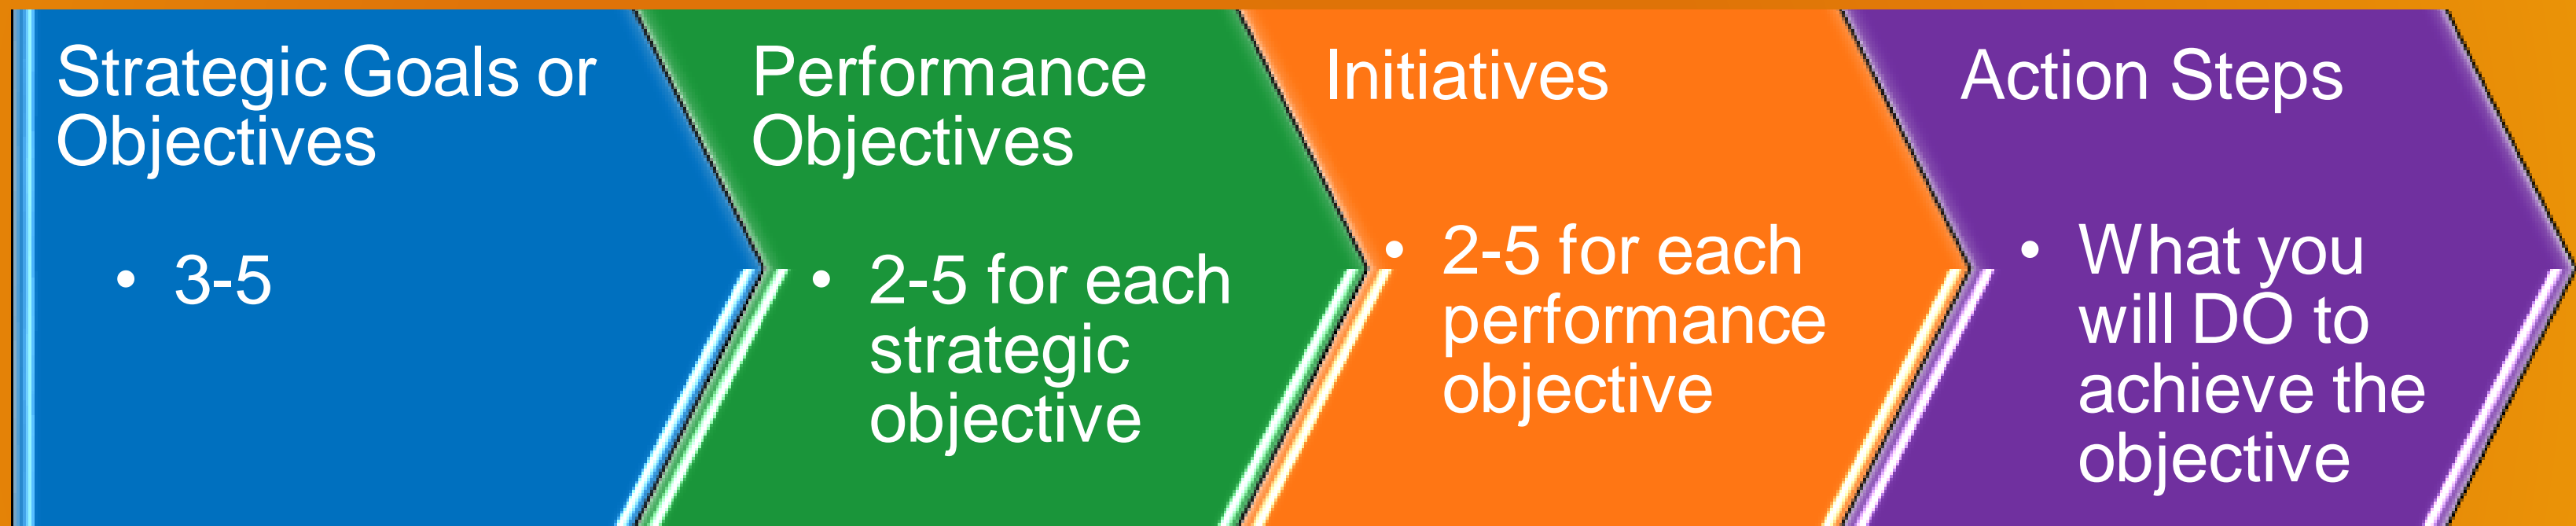 Strategic Goals or
Objectives
• 3-5
Performance
Objectives
• 2-5 for each
strategic
objective
Initiatives
• 2-5 for each
performance
objective
Action Steps
• What you
will DO to
achieve the
objective